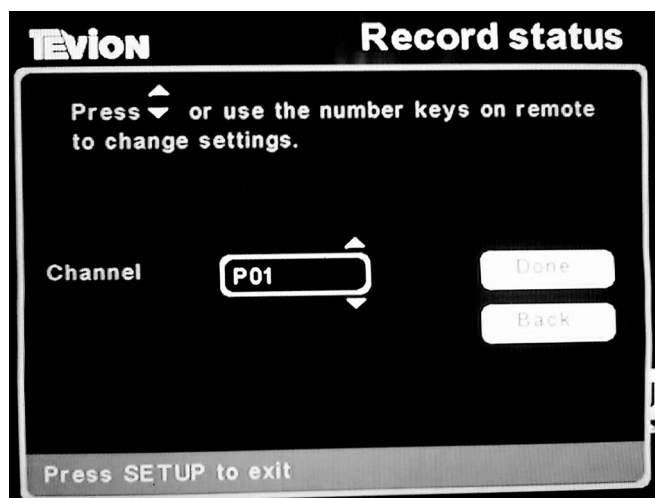 TEVION
Record status
Press or use the number keys on remote
to change settings.
Channel
P01
Done
Back
Press SETUP to exit